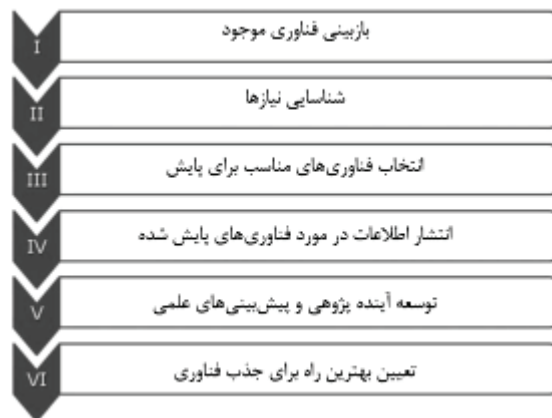 I
بازبینی فناوری موجود
II
شناسایی نیازها
III
انتخاب فناوری‌های مناسب برای پایش
IV
انتشار اطلاعات در مورد فناوری‌های پایش شده
V
توسعه آینده پژوهی و پیش‌بینی‌های علمی
VI
تعیین بهترین راه برای جذب فناوری